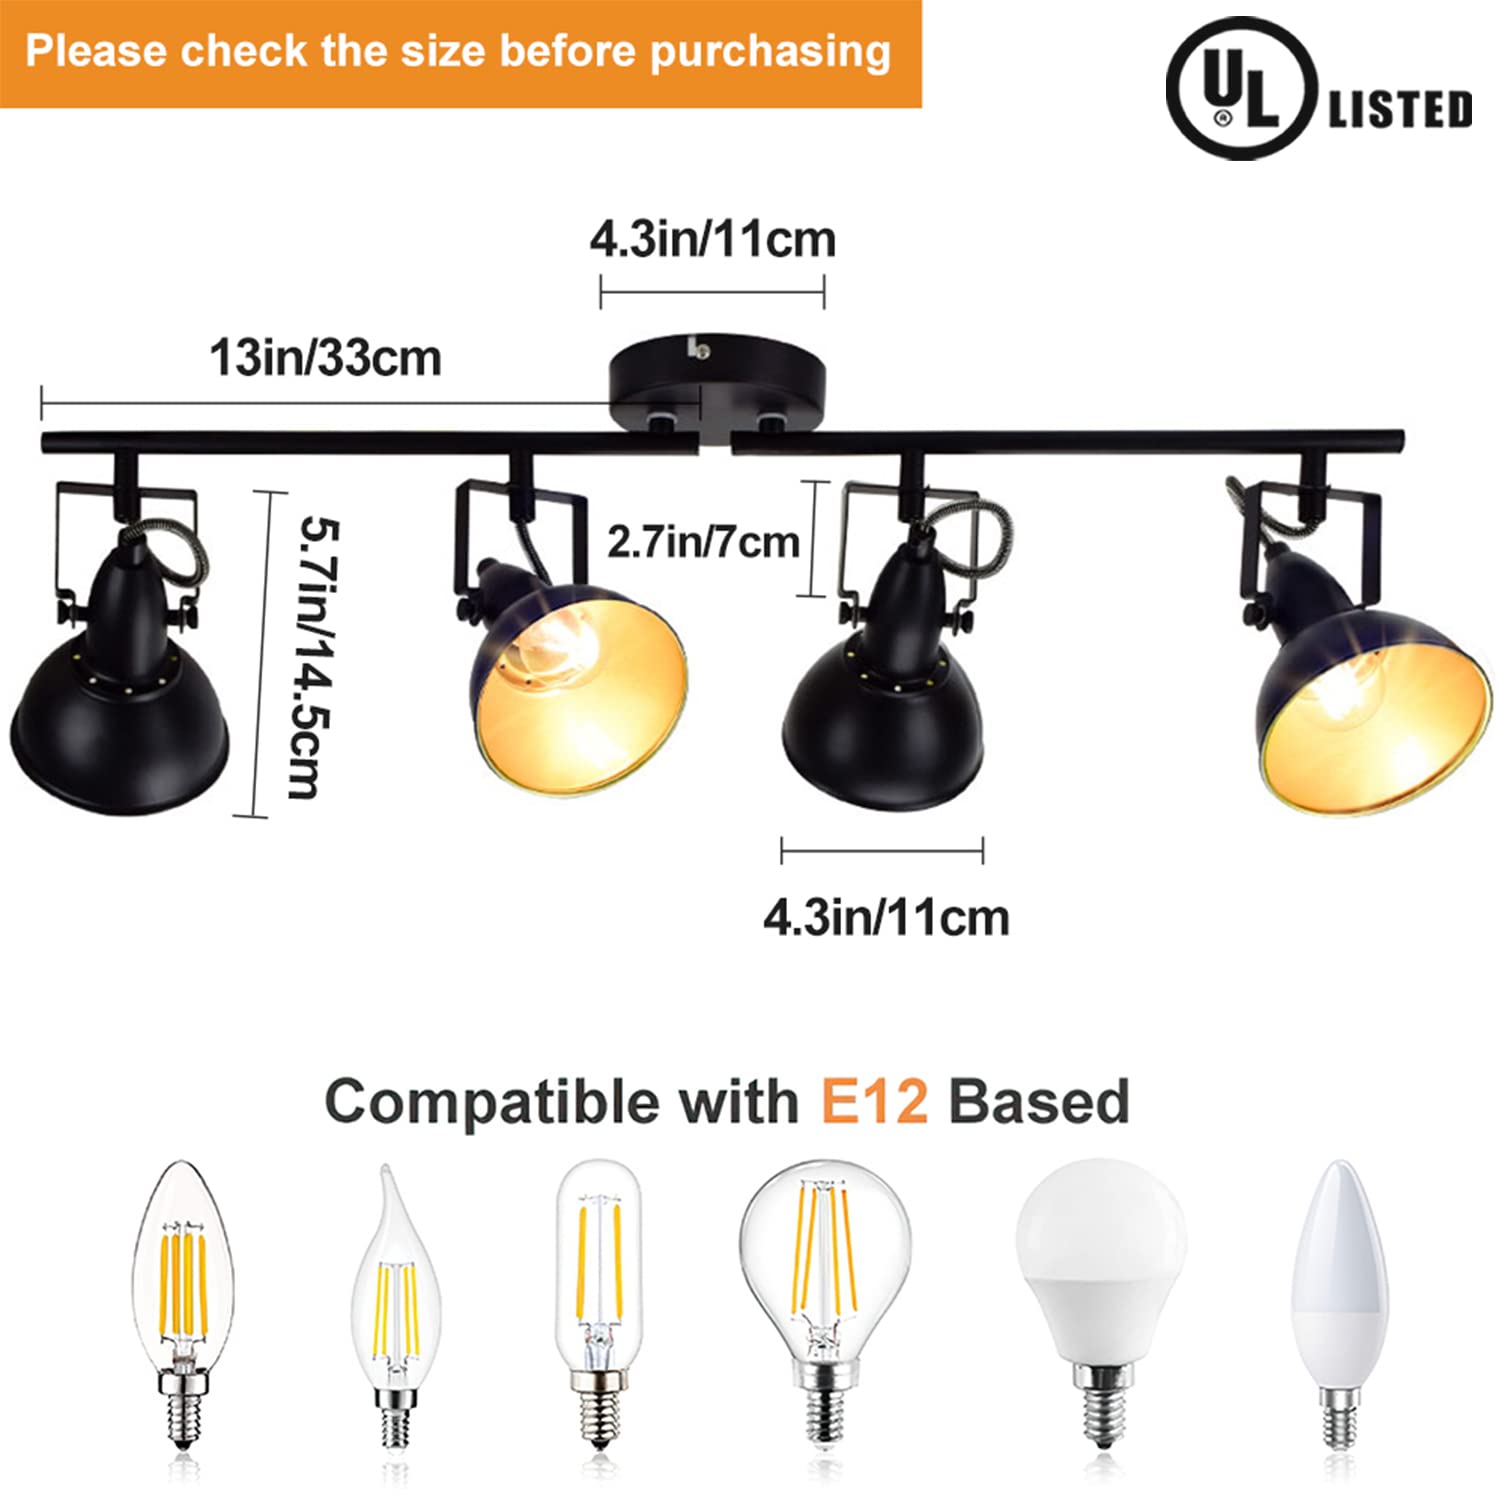 Please check the size before purchasing
UL® LISTED
4.3in/11cm
13in/33cm
5.7in/14.5cm
2.7in/7cm
4.3in/11cm
Compatible with E12 Based